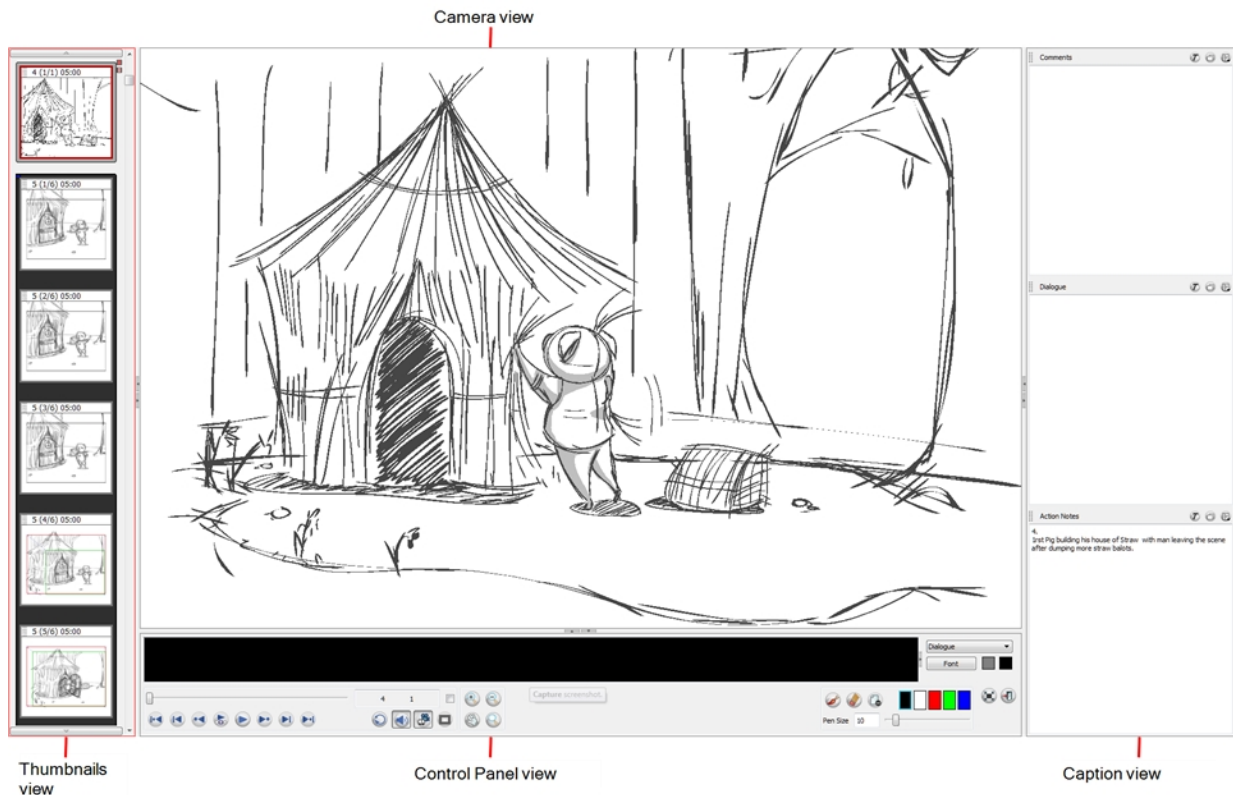 Camera view
4 (1/1) 05:00
5 (1/6) 05:00
5 (2/6) 05:00
5 (3/6) 05:00
5 (4/6) 05:00
5 (5/6) 05:00
Comments
Dialogue
Action Notes
4.
1rst Pig building his house of Straw with man leaving the scene
after dumping more straw balots.
Dialogue
Font
4 1
Capture screenshot.
Pen Size 10
Thumbnails
view
Control Panel view
Caption view